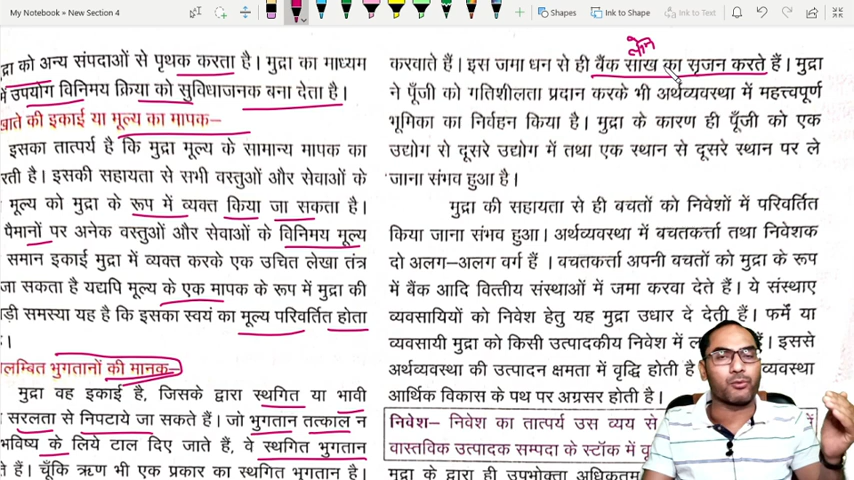 My Notebook » New Section 4
Shapes
Ink to Shape
Ink to Text
द्रा को अन्य संपदाओं से पृथक करता है। मुद्रा का माध्यम
में उपयोग विनिमय क्रिया को सुविधाजनक बना देता है।
खाते की इकाई या मूल्य का मापक–
इसका तात्पर्य है कि मुद्रा मूल्य के सामान्य मापक का
रती है। इसकी सहायता से सभी वस्तुओं और सेवाओं के
मूल्य को मुद्रा के रूप में व्यक्त किया जा सकता है।
पैमानों पर अनेक वस्तुओं और सेवाओं के विनिमय मूल्य
समान इकाई मुद्रा में व्यक्त करके एक उचित लेखा तंत्र
जा सकता है यद्यपि मूल्य के एक मापक के रूप में मुद्रा की
ड़ी समस्या यह है कि इसका स्वयं का मूल्य परिवर्तित होता
है।
लम्बित भुगतानों की मानक–
मुद्रा वह इकाई है, जिसके द्वारा स्थगित या भावी
सरलता से निपटाये जा सकते हैं। जो भुगतान तत्काल न
भविष्य के लिये टाल दिए जाते हैं, वे स्थगित भुगतान
ते हैं। चूँकि ऋण भी एक प्रकार का स्थगित भुगतान है।
लोन
करवाते हैं। इस जमा धन से ही बैंक साख का सृजन करते हैं। मुद्रा
ने पूँजी को गतिशीलता प्रदान करके भी अर्थव्यवस्था में महत्वपूर्ण
भूमिका का निर्वहन किया है। मुद्रा के कारण ही पूँजी को एक
उद्योग से दूसरे उद्योग में तथा एक स्थान से दूसरे स्थान पर ले
जाना संभव हुआ है।
मुद्रा की सहायता से ही बचतों को निवेशों में परिवर्तित
किया जाना संभव हुआ। अर्थव्यवस्था में बचतकर्त्ता तथा निवेशक
दो अलग–अलग वर्ग हैं। बचतकर्त्ता अपनी बचतों को मुद्रा के रूप
में बैंक आदि वित्तीय संस्थाओं में जमा करवा देते हैं। ये संस्थाए
व्यवसायियों को निवेश हेतु यह मुद्रा उधार दे देती हैं। फर्में या
व्यवसायी मुद्रा को किसी उत्पादकीय निवेश में ल हैं। इससे
अर्थव्यवस्था की उत्पादन क्षमता में वृद्धि होती है व्यवस्था
आर्थिक विकास के पथ पर अग्रसर होती है।
निवेश– निवेश का तात्पर्य उस व्यय से में
वास्तविक उत्पादक सम्पदा के स्टॉक में वृ
मुद्रा के द्वारा ही उपभोक्ता अधिकतम